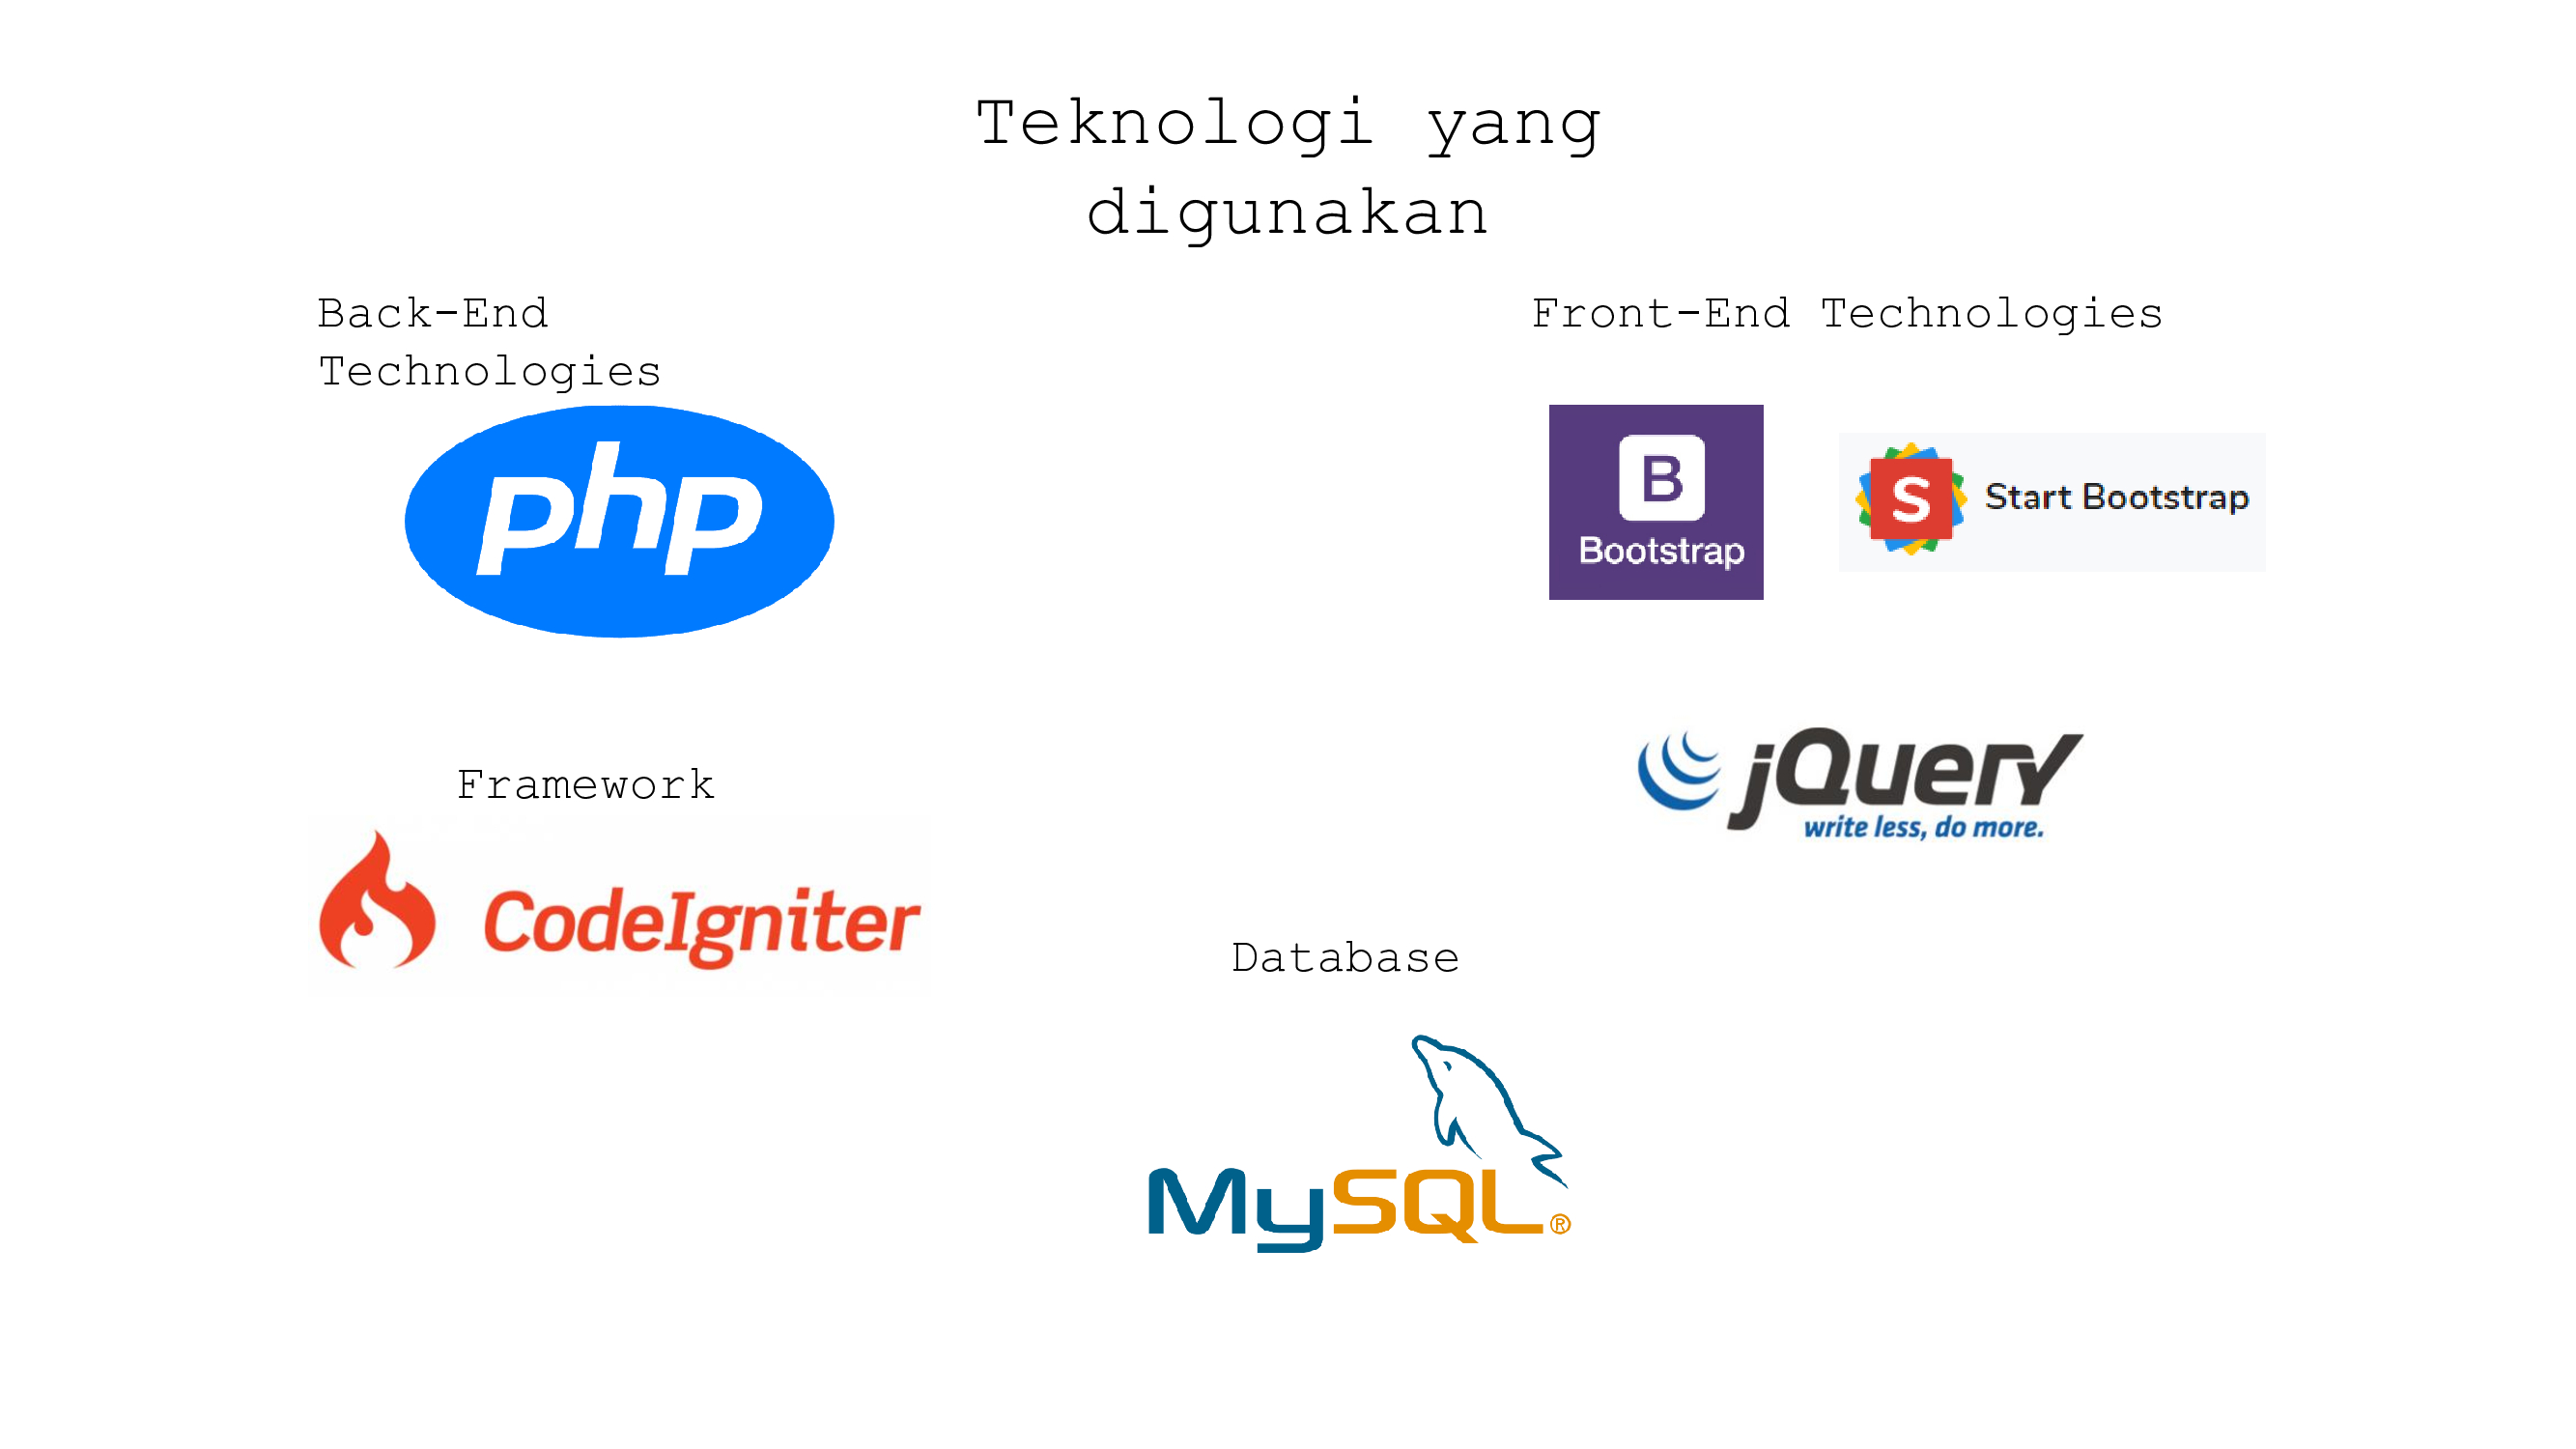 Teknologi yang
digunakan
Back-End
Technologies
php
Framework
CodeIgniter
Front-End Technologies
B
Bootstrap
S
Start Bootstrap
jQuery
write less, do more.
Database
MySQL®